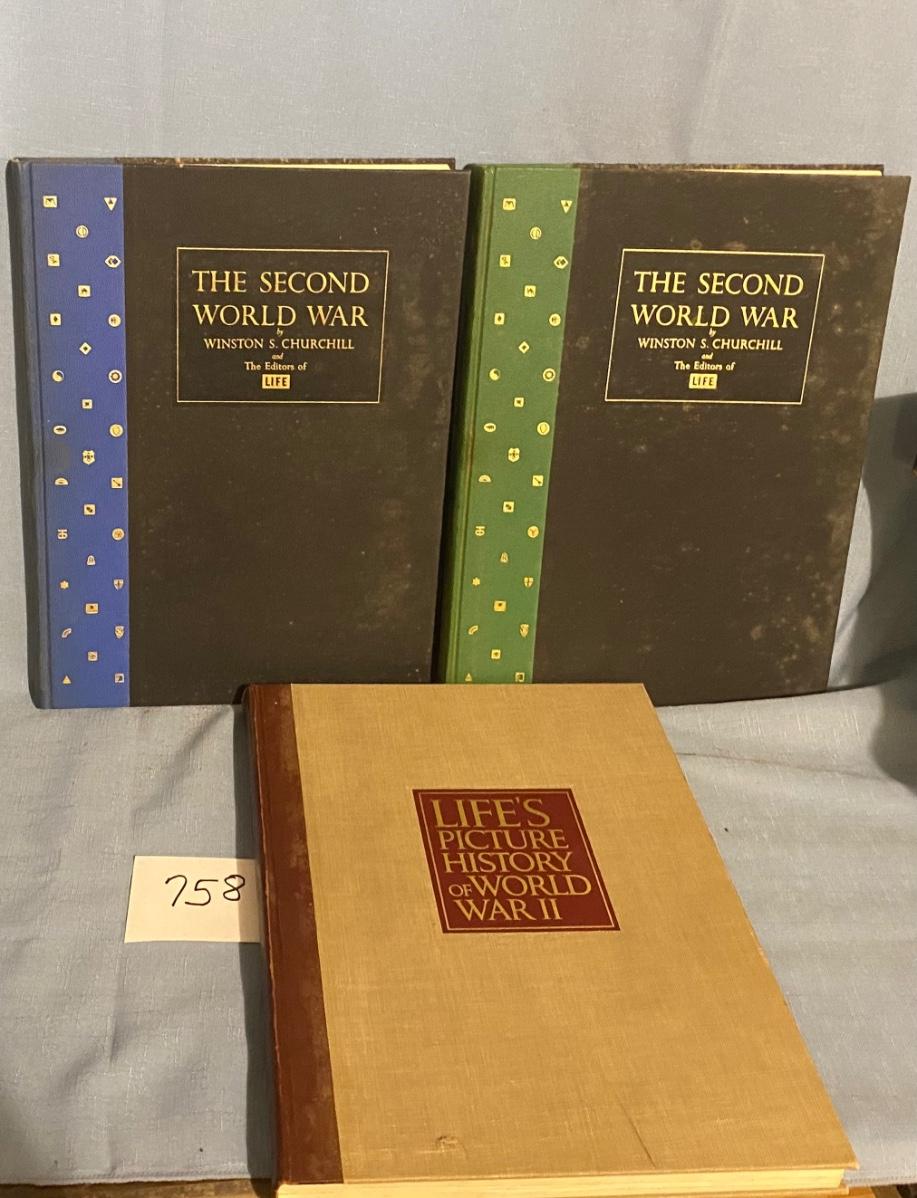 THE SECOND
WORLD WAR
by
WINSTON S. CHURCHILL
and
The Editors of
LIFE
THE SECOND
WORLD WAR
by
WINSTON S. CHURCHILL
and
The Editors of
LIFE
LIFE'S
PICTURE
HISTORY
OF WORLD
WAR II
758